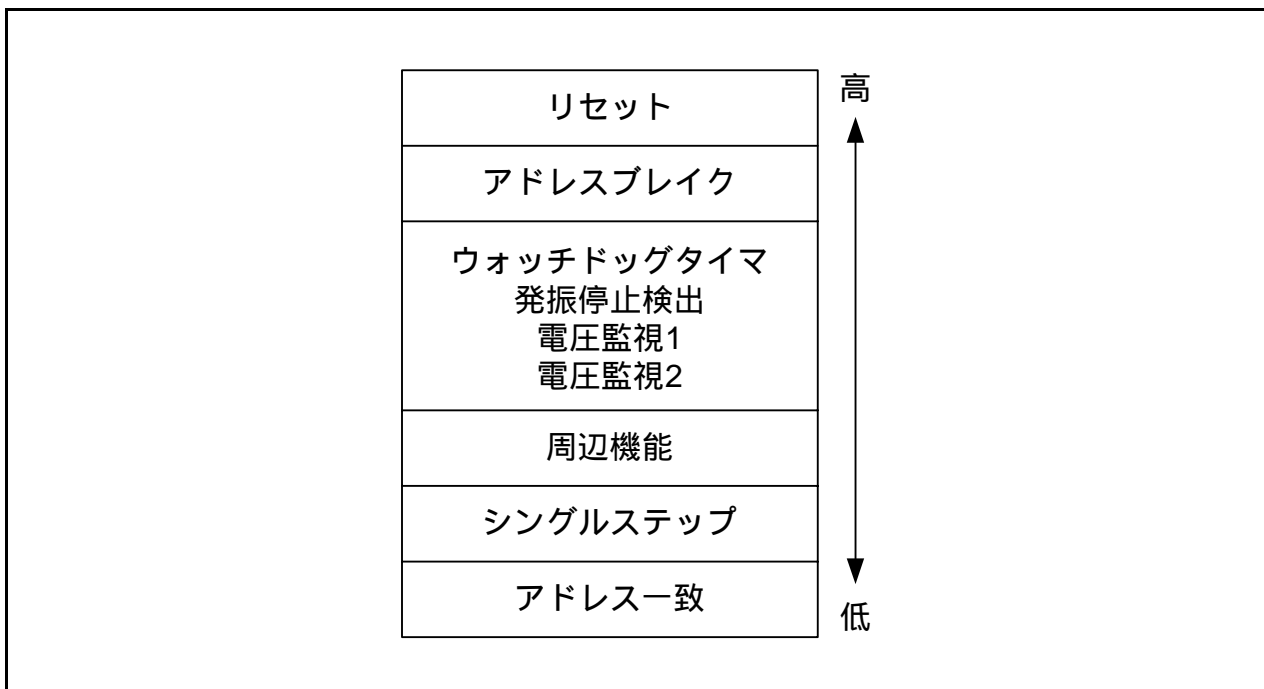 リセット
高
アドレスブレイク
ウォッチドッグタイマ
発振停止検出
電圧監視1
電圧監視2
周辺機能
シングルステップ
アドレス一致
低